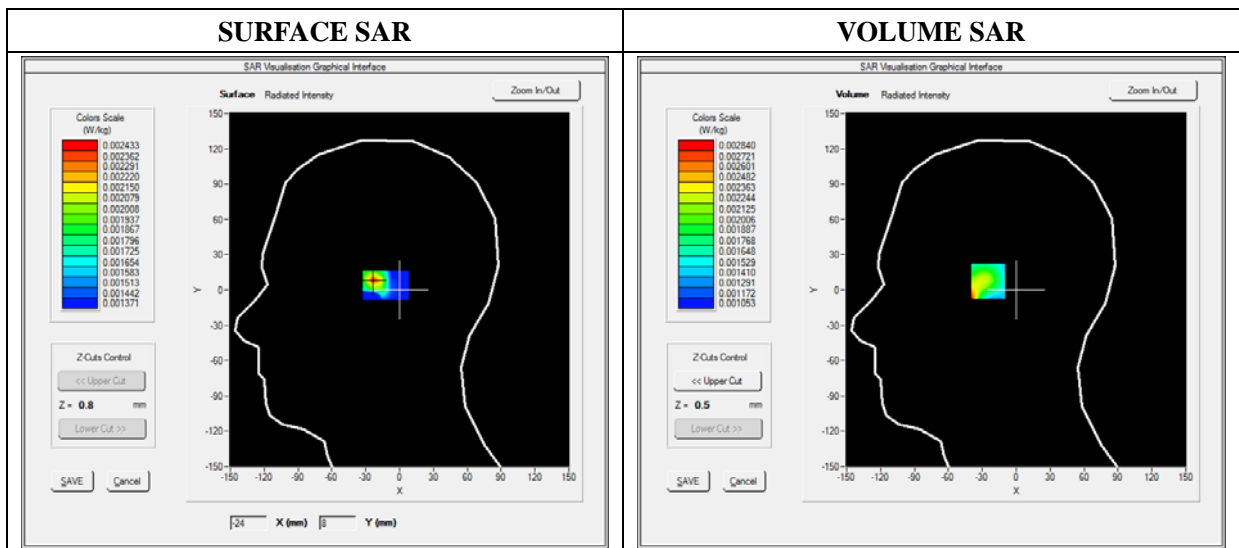 SURFACE SAR
VOLUME SAR
SAR Visualisation Graphical Interface
Surface Radiated Intensity
Zoom In/Out
Colors Scale
(W/kg)
0.002433
0.002362
0.002291
0.002220
0.002150
0.002079
0.002008
0.001937
0.001867
0.001796
0.001725
0.001654
0.001583
0.001513
0.001442
0.001371
Z-Cuts Control
<< Upper Cut
Z = 0.8 mm
Lower Cut >>
SAVE Cancel
150
120
90
60
30
0
-30
-60
-90
-120
-150
Y
-150 -120 -90 -60 -30 0 30 60 90 120 150
X
-24 X (mm) 8 Y (mm)
SAR Visualisation Graphical Interface
Volume Radiated Intensity
Zoom In/Out
Colors Scale
(W/kg)
0.002840
0.002721
0.002601
0.002482
0.002363
0.002244
0.002125
0.002006
0.001887
0.001768
0.001648
0.001529
0.001410
0.001291
0.001172
0.001053
Z-Cuts Control
<< Upper Cut
Z = 0.5 mm
Lower Cut >>
SAVE Cancel
150
120
90
60
30
0
-30
-60
-90
-120
-150
Y
-150 -120 -90 -60 -30 0 30 60 90 120 150
X